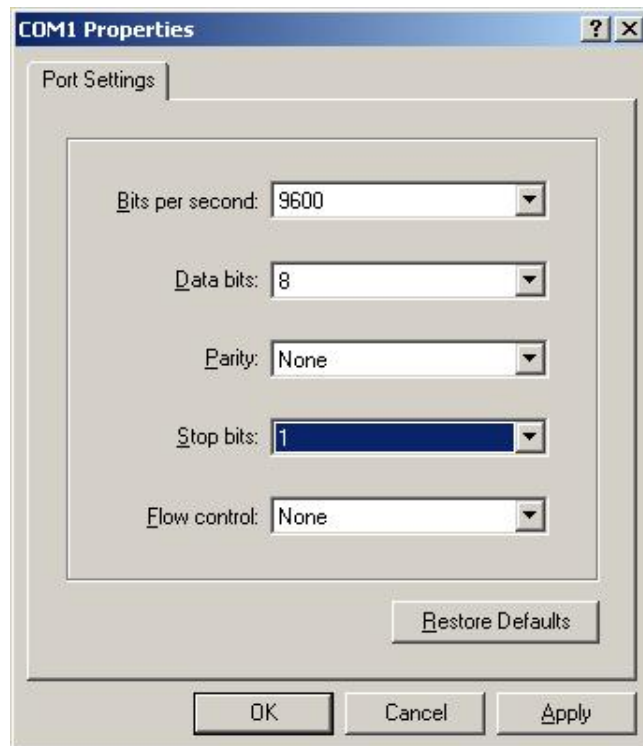 COM1 Properties
Port Settings
Bits per second: 9600
Data bits: 8
Parity: None
Stop bits: 1
Flow control: None
Restore Defaults
OK Cancel Apply